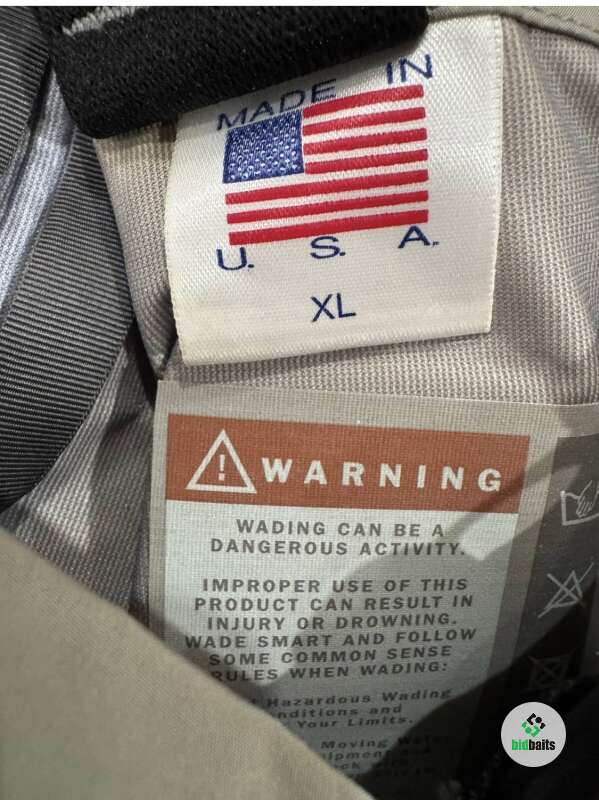 MADE IN
U. S. A.
XL
WARNING
WADING CAN BE A
DANGEROUS ACTIVITY.
IMPROPER USE OF THIS
PRODUCT CAN RESULT IN
INJURY OR DROWNING.
WADE SMART AND FOLLOW
SOME COMMON SENSE
RULES WHEN WADING:
Hazardous Wading
and
Your Limits.
Moving
bidbaits